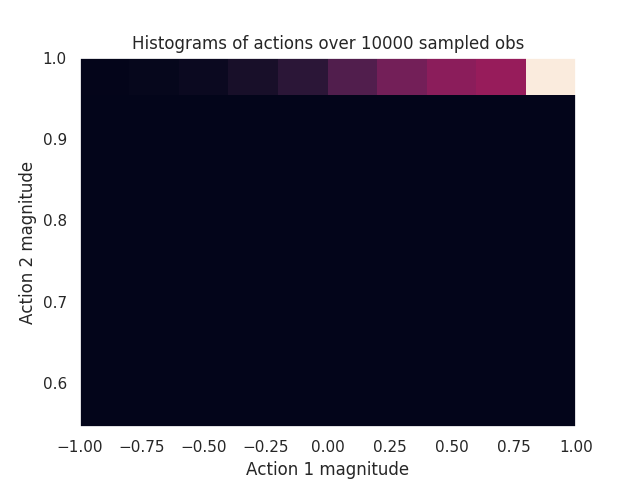 Histograms of actions over 10000 sampled obs
1.0
0.9
0.8
0.7
0.6
Action 2 magnitude
−1.00 −0.75 −0.50 −0.25 0.00 0.25 0.50 0.75 1.00
Action 1 magnitude